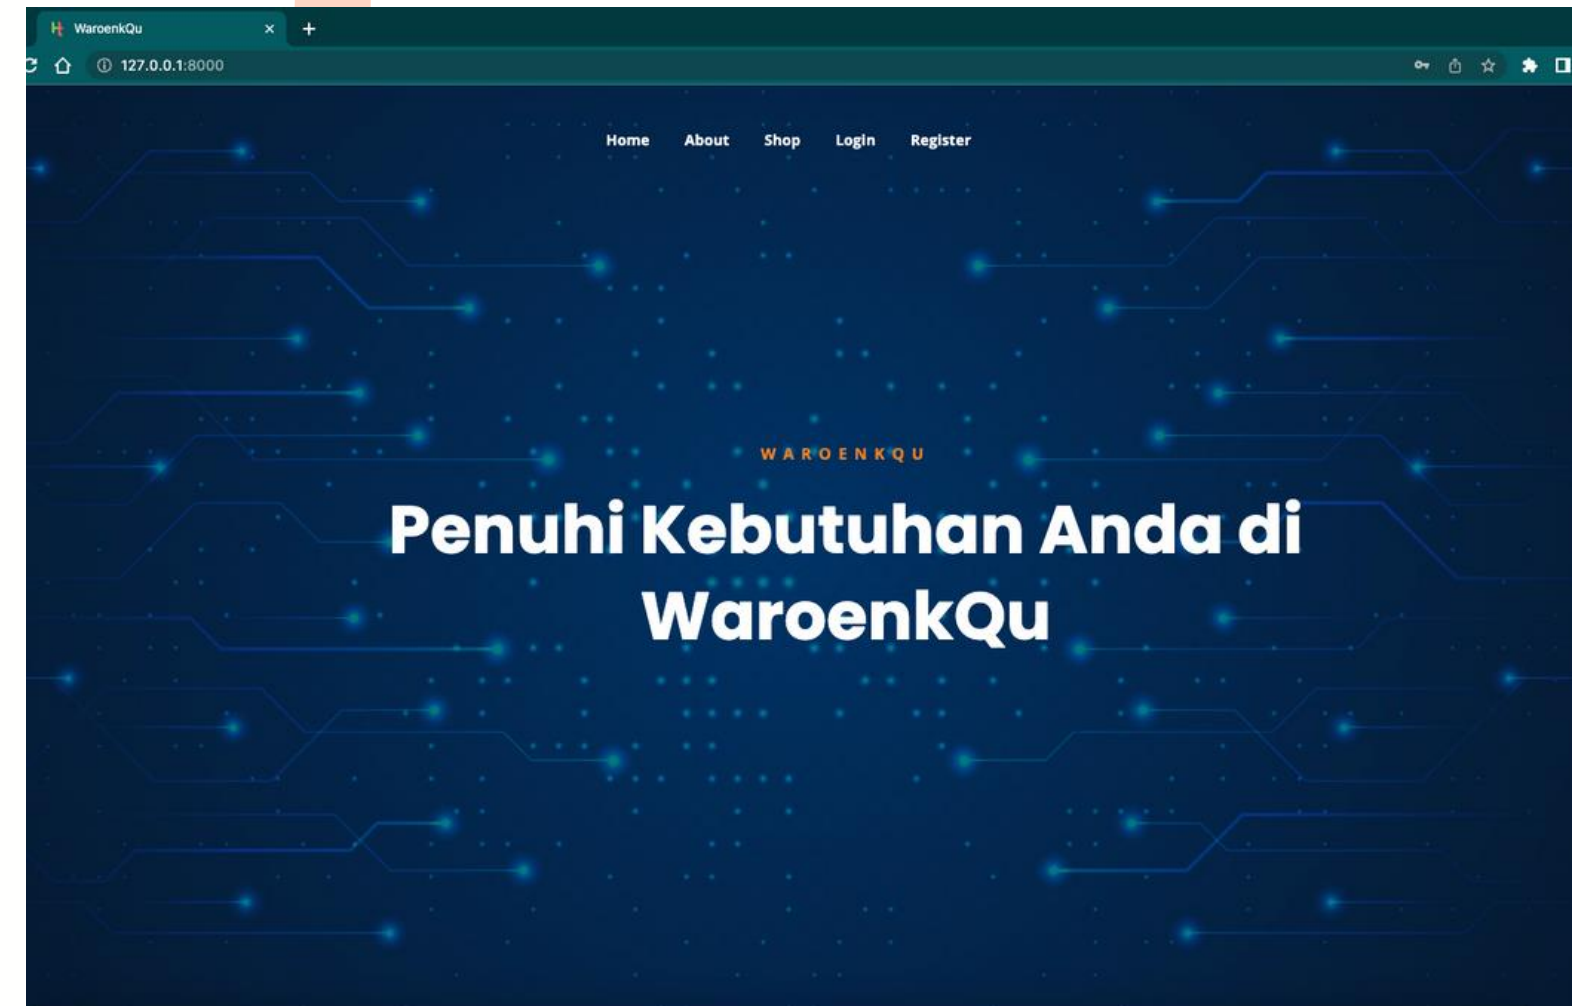 WaroenkQu
127.0.0.1:8000
Home About Shop Login Register
WAROENKQU
Penuhi Kebutuhan Anda di
WaroenkQu